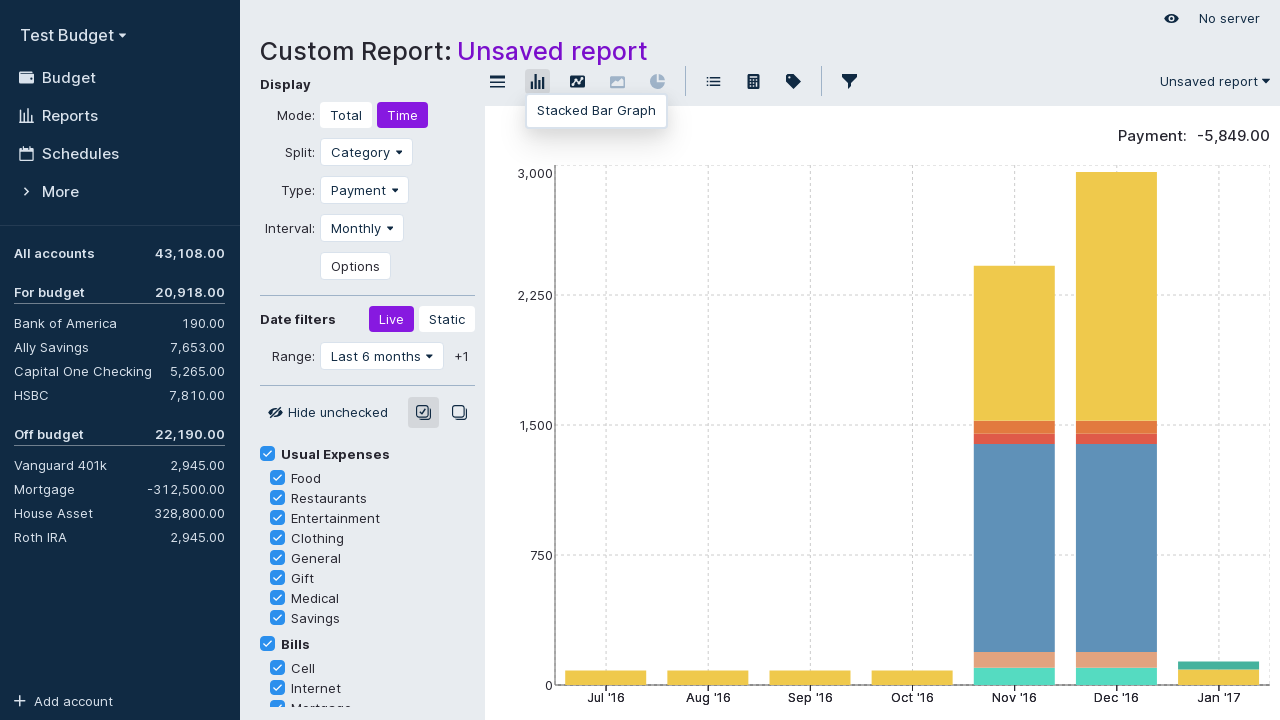 Test Budget
Budget
Reports
Schedules
More
All accounts 43,108.00
For budget 20,918.00
Bank of America 190.00
Ally Savings 7,653.00
Capital One Checking 5,265.00
HSBC 7,810.00
Off budget 22,190.00
Vanguard 401k 2,945.00
Mortgage -312,500.00
House Asset 328,800.00
Roth IRA 2,945.00
Add account
No server
Custom Report: Unsaved report
Display
Mode: Total Time
Split: Category
Type: Payment
Interval: Monthly
Options
Date filters Live Static
Range: Last 6 months +1
Hide unchecked
Usual Expenses
Food
Restaurants
Entertainment
Clothing
General
Gift
Medical
Savings
Bills
Cell
Internet
Mortgage
Unsaved report
Stacked Bar Graph
Payment: -5,849.00
3,000
2,250
1,500
750
0
Jul '16 Aug '16 Sep '16 Oct '16 Nov '16 Dec '16 Jan '17